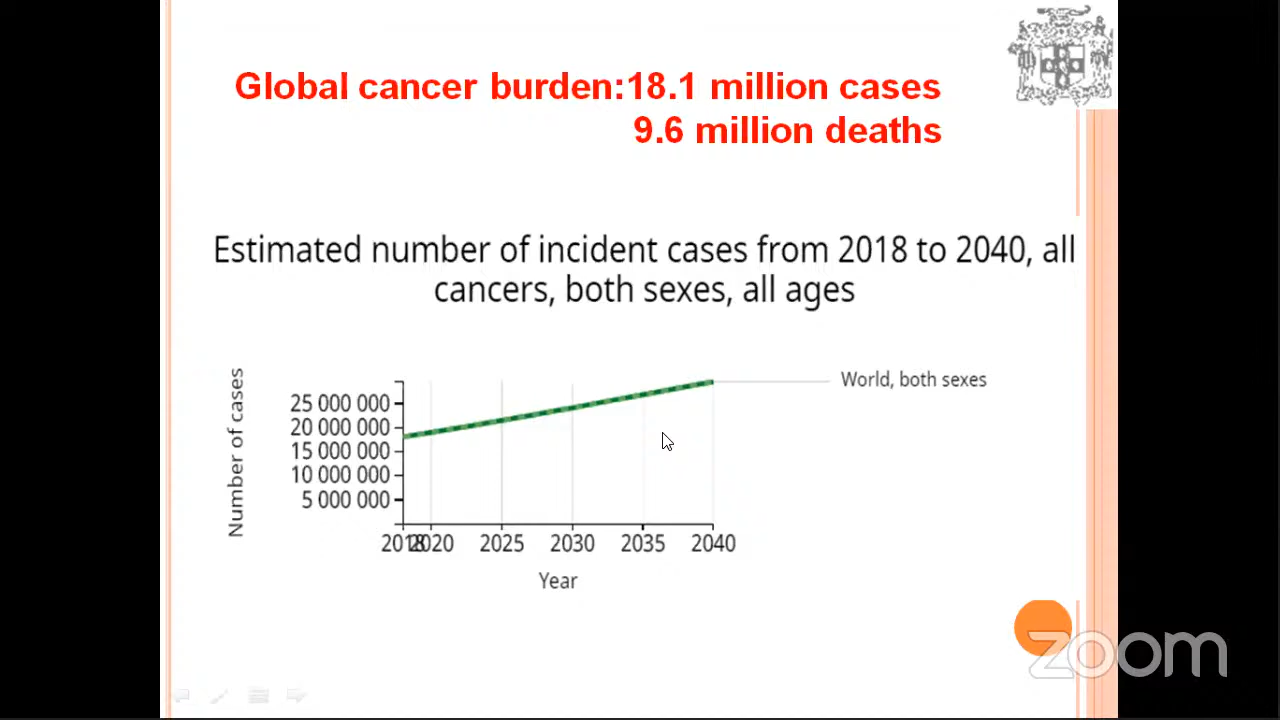 Global cancer burden:18.1 million cases
9.6 million deaths
Estimated number of incident cases from 2018 to 2040, all
cancers, both sexes, all ages
Number of cases
25 000 000
20 000 000
15 000 000
10 000 000
5 000 000
World, both sexes
2018 2020 2025 2030 2035 2040
Year
zoom